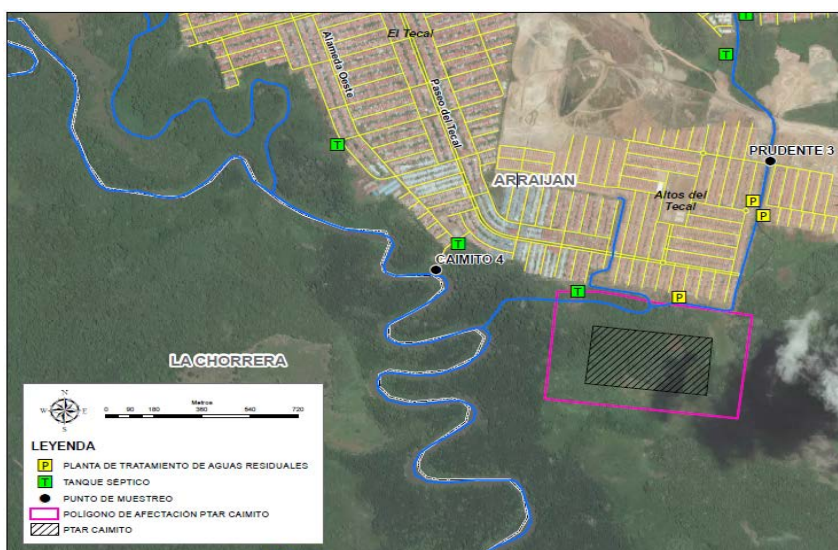 El Tecal
T
T
Alameda Oeste
Paseo del Tecal
PRUDENTE 3
T
ARRAIJAN
Altos del
Tecal
P
P
T
CAIMITO 4
T
P
LA CHORRERA
N
W E
S
Metros
0 90 180 360 540 720
LEYENDA
P PLANTA DE TRATAMIENTO DE AGUAS RESIDUALES
T TANQUE SÉPTICO
PUNTO DE MUESTREO
POLÍGONO DE AFECTACIÓN PTAR CAIMITO
PTAR CAIMITO